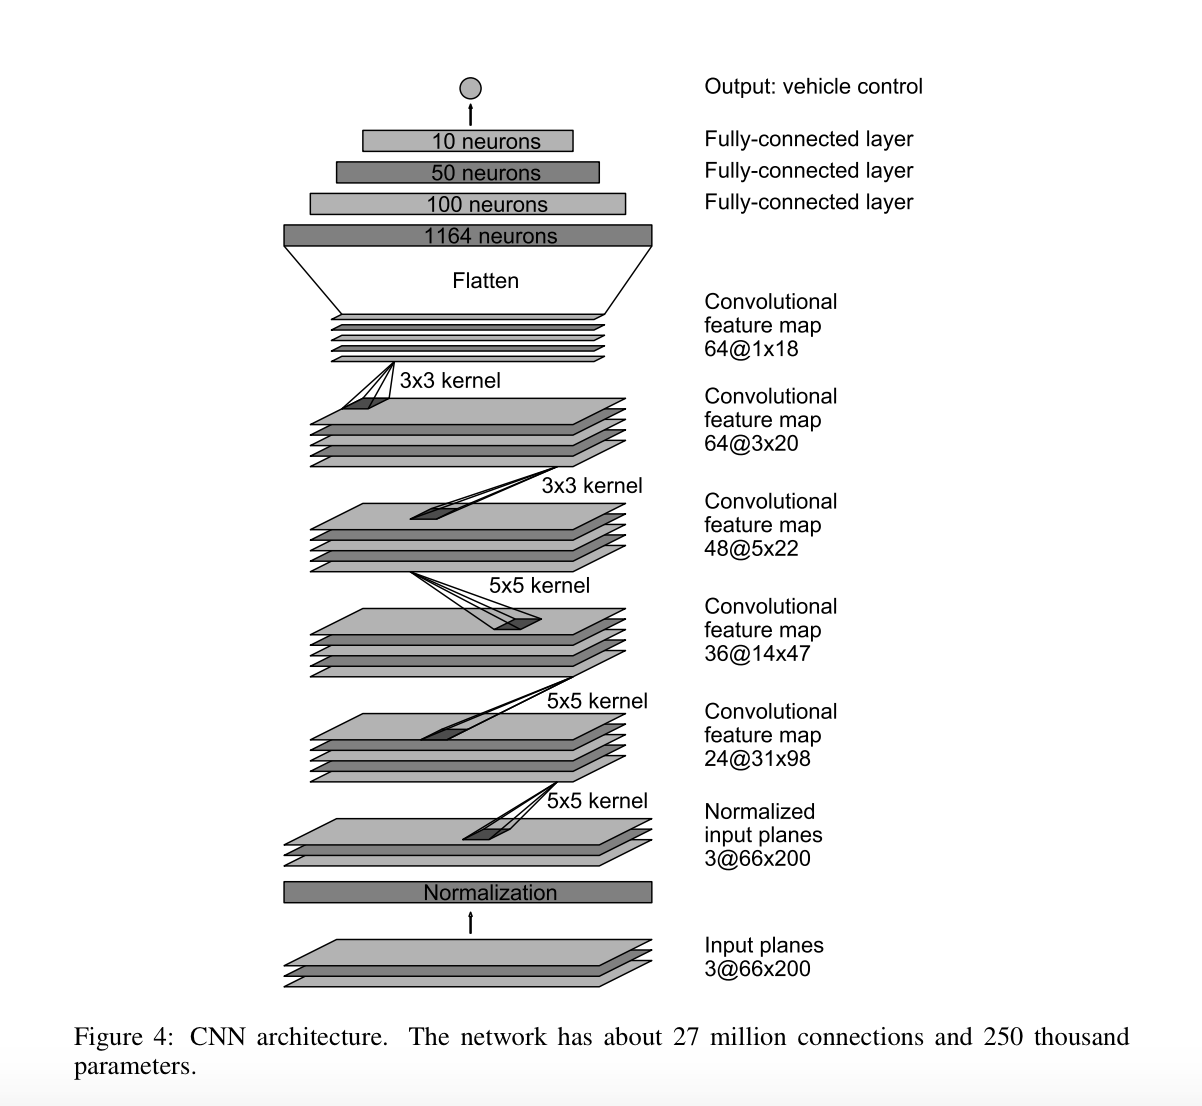 Output: vehicle control
10 neurons
Fully-connected layer
50 neurons
Fully-connected layer
100 neurons
Fully-connected layer
1164 neurons
Flatten
Convolutional
feature map
64@1x18
3x3 kernel
Convolutional
feature map
64@3x20
3x3 kernel
Convolutional
feature map
48@5x22
5x5 kernel
Convolutional
feature map
36@14x47
5x5 kernel
Convolutional
feature map
24@31x98
5x5 kernel
Normalized
input planes
3@66x200
Normalization
Input planes
3@66x200
Figure 4: CNN architecture. The network has about 27 million connections and 250 thousand
parameters.